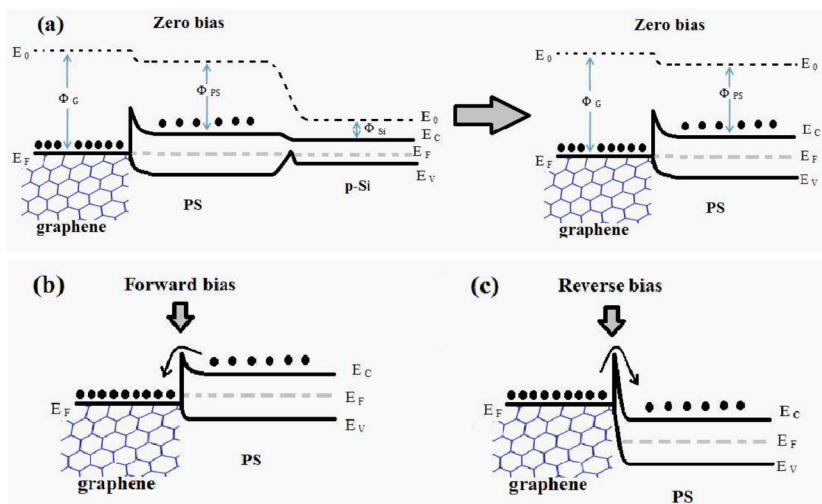 (a)
Zero bias
Zero bias
E0
ΦG
ΦPS
E0
ΦSi
EC
EF
EF
EV
PS
p-Si
graphene
E0
E0
ΦG
ΦPS
EC
EF
EF
EV
PS
graphene
(b)
Forward bias
EC
EF
EF
EV
PS
graphene
(c)
Reverse bias
EF
EC
EF
EV
graphene
PS